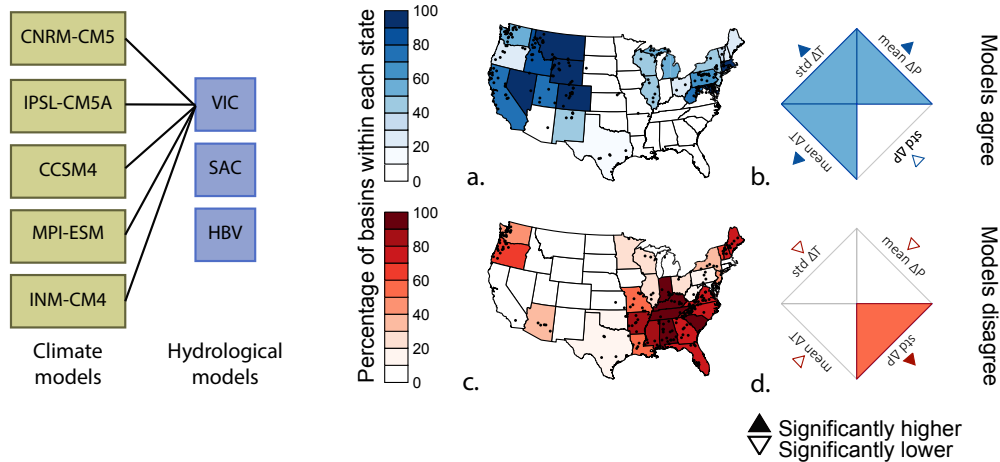 CNRM-CM5
IPSL-CM5A
CCSM4
MPI-ESM
INM-CM4
Climate
models
VIC
SAC
HBV
Hydrological
models
Percentage of basins within each state
100
80
60
40
20
0
a.
std ΔT
mean ΔP
mean ΔT
std ΔP
b.
Models agree
100
80
60
40
20
0
c.
std ΔT
mean ΔP
mean ΔT
std ΔP
d.
Models disagree
Significantly higher
Significantly lower